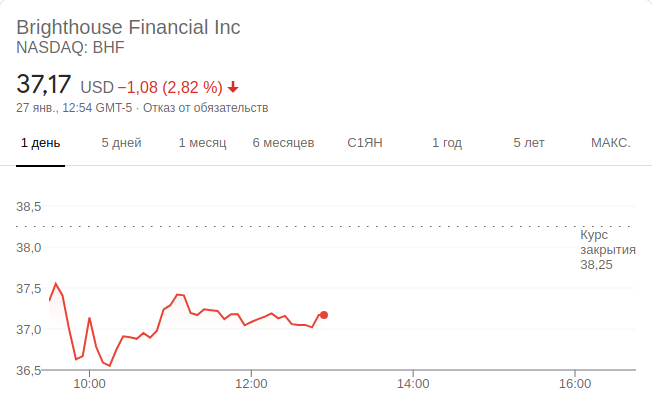 Brighthouse Financial Inc
NASDAQ: BHF
37,17 USD −1,08 (2,82 %)
27 янв., 12:54 GMT-5 · Отказ от обязательств
1 день 5 дней 1 месяц 6 месяцев С1ЯН 1 год 5 лет МАКС.
38,5
Курс
закрытия
38,25
38,0
37,5
37,0
36,5
10:00 12:00 14:00 16:00